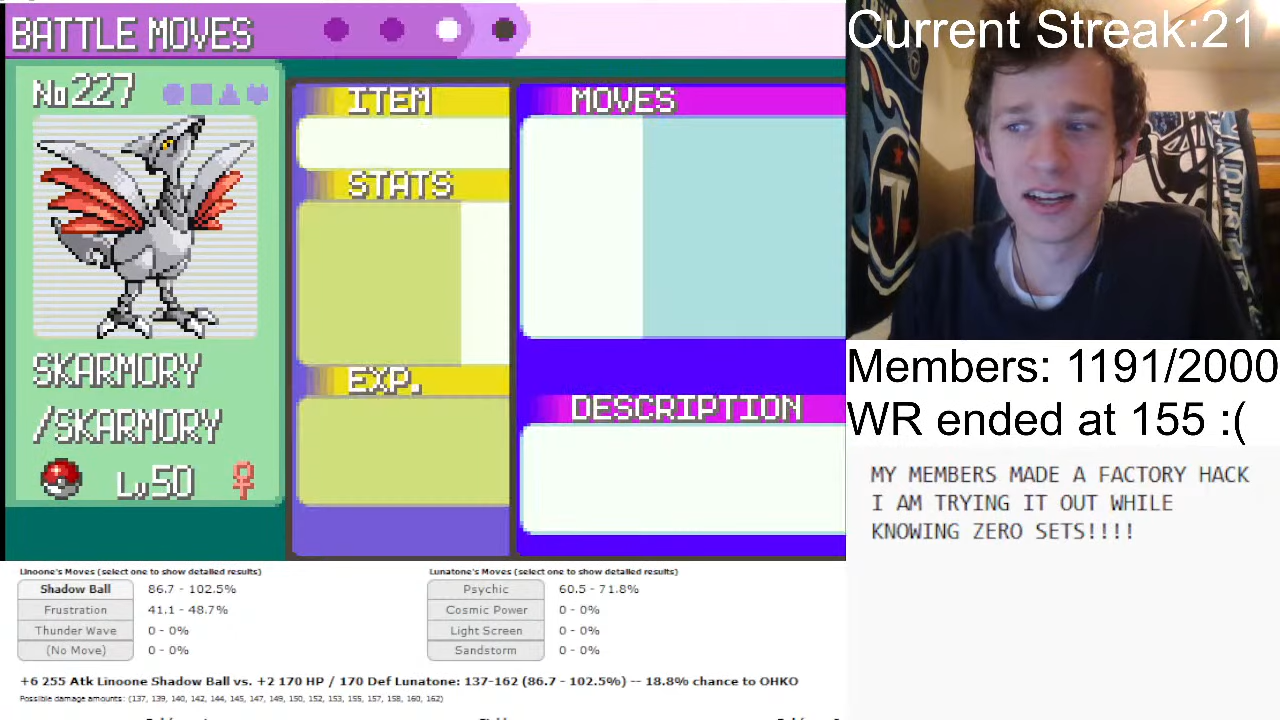 BATTLE MOVES
Current Streak:21
No227
ITEM
MOVES
STATS
SKARMORY
/SKARMORY
EXP.
DESCRIPTION
Lv50
Members: 1191/2000
WR ended at 155 :(
MY MEMBERS MADE A FACTORY HACK
I AM TRYING IT OUT WHILE
KNOWING ZERO SETS!!!!
Linoone's Moves (select one to show detailed results)
Shadow Ball 86.7 - 102.5%
Frustration 41.1 - 48.7%
Thunder Wave 0 - 0%
(No Move) 0 - 0%
Lunatone's Moves (select one to show detailed results)
Psychic 60.5 - 71.8%
Cosmic Power 0 - 0%
Light Screen 0 - 0%
Sandstorm 0 - 0%
+6 255 Atk Linoone Shadow Ball vs. +2 170 HP / 170 Def Lunatone: 137-162 (86.7 - 102.5%) -- 18.8% chance to OHKO
Possible damage amounts: (137, 139, 140, 142, 144, 145, 147, 149, 150, 152, 153, 155, 157, 158, 160, 162)